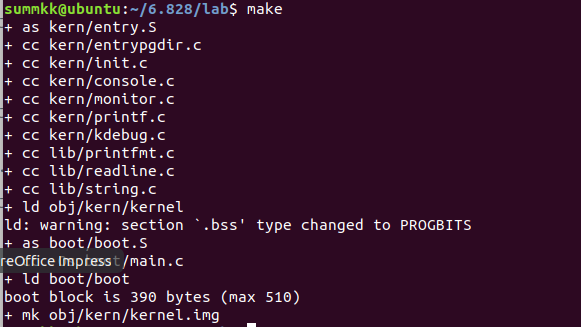 summkk@ubuntu:~/6.828/lab$ make
+ as kern/entry.S
+ cc kern/entrypgdir.c
+ cc kern/init.c
+ cc kern/console.c
+ cc kern/monitor.c
+ cc kern/printf.c
+ cc kern/kdebug.c
+ cc lib/printfmt.c
+ cc lib/readline.c
+ cc lib/string.c
+ ld obj/kern/kernel
ld: warning: section `.bss' type changed to PROGBITS
+ as boot/boot.S
reOffice Impress /main.c
+ ld boot/boot
boot block is 390 bytes (max 510)
+ mk obj/kern/kernel.img